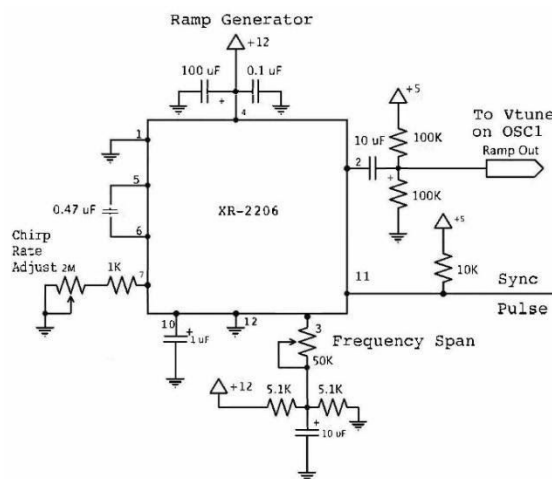 Ramp Generator
+12
100 uF
0.1 uF
+
4
+5
To Vtune
on OSC1
Ramp Out
1
10 uF
100K
2
+
100K
5
0.47 uF
XR-2206
6
+5
Chirp
Rate
Adjust
2M
1K
7
10K
11
Sync
Pulse
10
12
3
+
1 uF
Frequency Span
50K
+12
5.1K
5.1K
+
10 uF